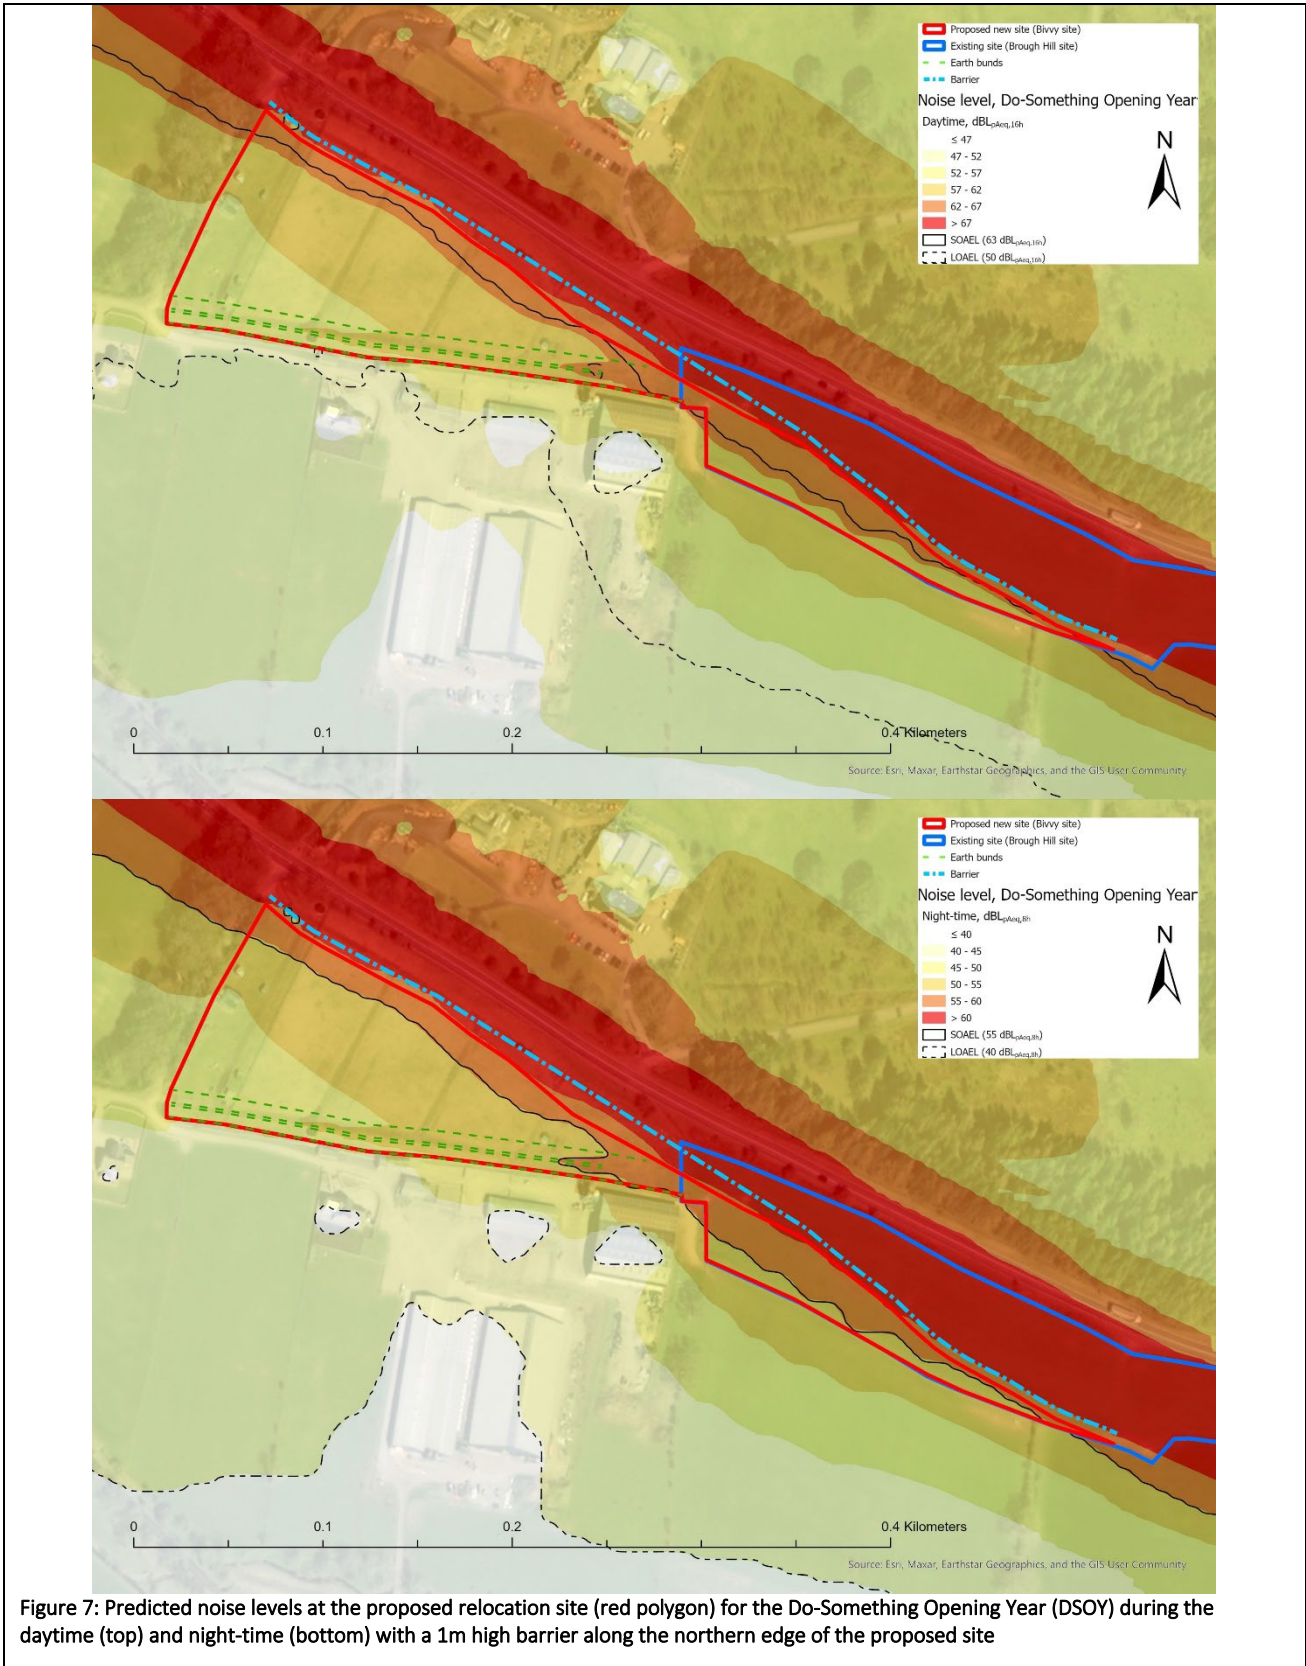 Proposed new site (Bivvy site)
Existing site (Brough Hill site)
Earth bunds
Barrier
Noise level, Do-Something Opening Year
Daytime, dBLpAeq,16h
≤ 47
47 - 52
52 - 57
57 - 62
62 - 67
> 67
SOAEL (63 dBLpAeq,16h)
LOAEL (50 dBLpAeq,16h)
N
0 0.1 0.2 0.4 Kilometers
Source: Esri, Maxar, Earthstar Geographics, and the GIS User Community
Proposed new site (Bivvy site)
Existing site (Brough Hill site)
Earth bunds
Barrier
Noise level, Do-Something Opening Year
Night-time, dBLpAeq,8h
≤ 40
40 - 45
45 - 50
50 - 55
55 - 60
> 60
SOAEL (55 dBLpAeq,8h)
LOAEL (40 dBLpAeq,8h)
N
0 0.1 0.2 0.4 Kilometers
Source: Esri, Maxar, Earthstar Geographics, and the GIS User Community
Figure 7: Predicted noise levels at the proposed relocation site (red polygon) for the Do-Something Opening Year (DSOY) during the
daytime (top) and night-time (bottom) with a 1m high barrier along the northern edge of the proposed site